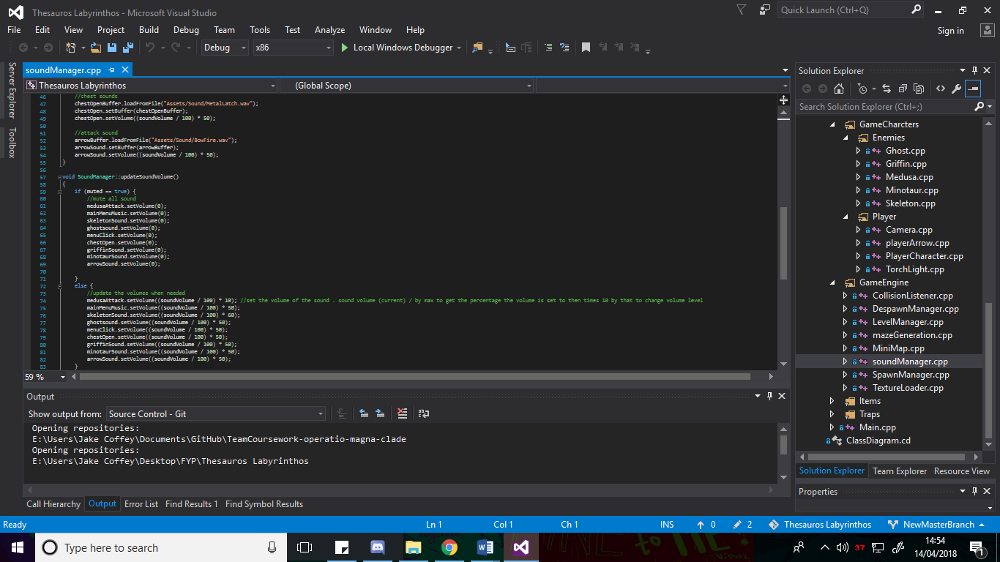 Thesauros Labyrinthos - Microsoft Visual Studio
Quick Launch (Ctrl+Q)
File Edit View Project Build Debug Team Tools Test Analyze Window Help
Sign in
Debug x86 Local Windows Debugger
Server Explorer
Toolbox
soundManager.cpp
Thesauros Labyrinthos (Global Scope)
46 //chest sounds
47 chestOpenBuffer.loadFromFile("Assets/Sound/MetalLatch.wav");
48 chestOpen.setBuffer(chestOpenBuffer);
49 chestOpen.setVolume((soundVolume / 100) * 50);
50
51 //attack sound
52 arrowBuffer.loadFromFile("Assets/Sound/BowFire.wav");
53 arrowSound.setBuffer(arrowBuffer);
54 arrowSound.setVolume((soundVolume / 100) * 50);
55 }
56
57 void SoundManager::updateSoundVolume()
58 {
59 if (muted == true) {
60 //mute all sound
61 medusaAttack.setVolume(0);
62 mainMenuMusic.setVolume(0);
63 skeletonSound.setVolume(0);
64 ghostsound.setVolume(0);
65 menuClick.setVolume(0);
66 chestOpen.setVolume(0);
67 griffinSound.setVolume(0);
68 minotaurSound.setVolume(0);
69 arrowSound.setVolume(0);
70
71 }
72 else {
73 //update the volumes when needed
74 medusaAttack.setVolume((soundVolume / 100) * 10); //set the volume of the sound . sound volume (current) / by max to get the percentage the volume is set to then times 10 by that to change volume level
75 mainMenuMusic.setVolume((soundVolume / 100) * 50);
76 skeletonSound.setVolume((soundVolume / 100) * 60);
77 ghostsound.setVolume((soundVolume / 100) * 50);
78 menuClick.setVolume((soundVolume / 100) * 50);
79 chestOpen.setVolume((soundVolume / 100) * 50);
80 griffinSound.setVolume((soundVolume / 100) * 50);
81 minotaurSound.setVolume((soundVolume / 100) * 50);
82 arrowSound.setVolume((soundVolume / 100) * 50);
83 }
59 %
Output
Show output from: Source Control - Git
Opening repositories:
E:\Users\Jake Coffey\Documents\GitHub\TeamCoursework-operatio-magna-clade
Opening repositories:
E:\Users\Jake Coffey\Desktop\FYP\Thesauros Labyrinthos
Call Hierarchy Output Error List Find Results 1 Find Symbol Results
Solution Explorer
Search Solution Explorer (Ctrl+;)
GameCharcters
Enemies
Ghost.cpp
Griffin.cpp
Medusa.cpp
Minotaur.cpp
Skeleton.cpp
Player
Camera.cpp
playerArrow.cpp
PlayerCharacter.cpp
TorchLight.cpp
GameEngine
CollisionListener.cpp
DespawnManager.cpp
LevelManager.cpp
mazeGeneration.cpp
MiniMap.cpp
soundManager.cpp
SpawnManager.cpp
TextureLoader.cpp
Items
Traps
Main.cpp
ClassDiagram.cd
Solution Explorer Team Explorer Resource View
Properties
Ready Ln 1 Col 1 Ch 1 INS 0 2 Thesauros Labyrinthos NewMasterBranch
Type here to search
37
14:54
14/04/2018
1